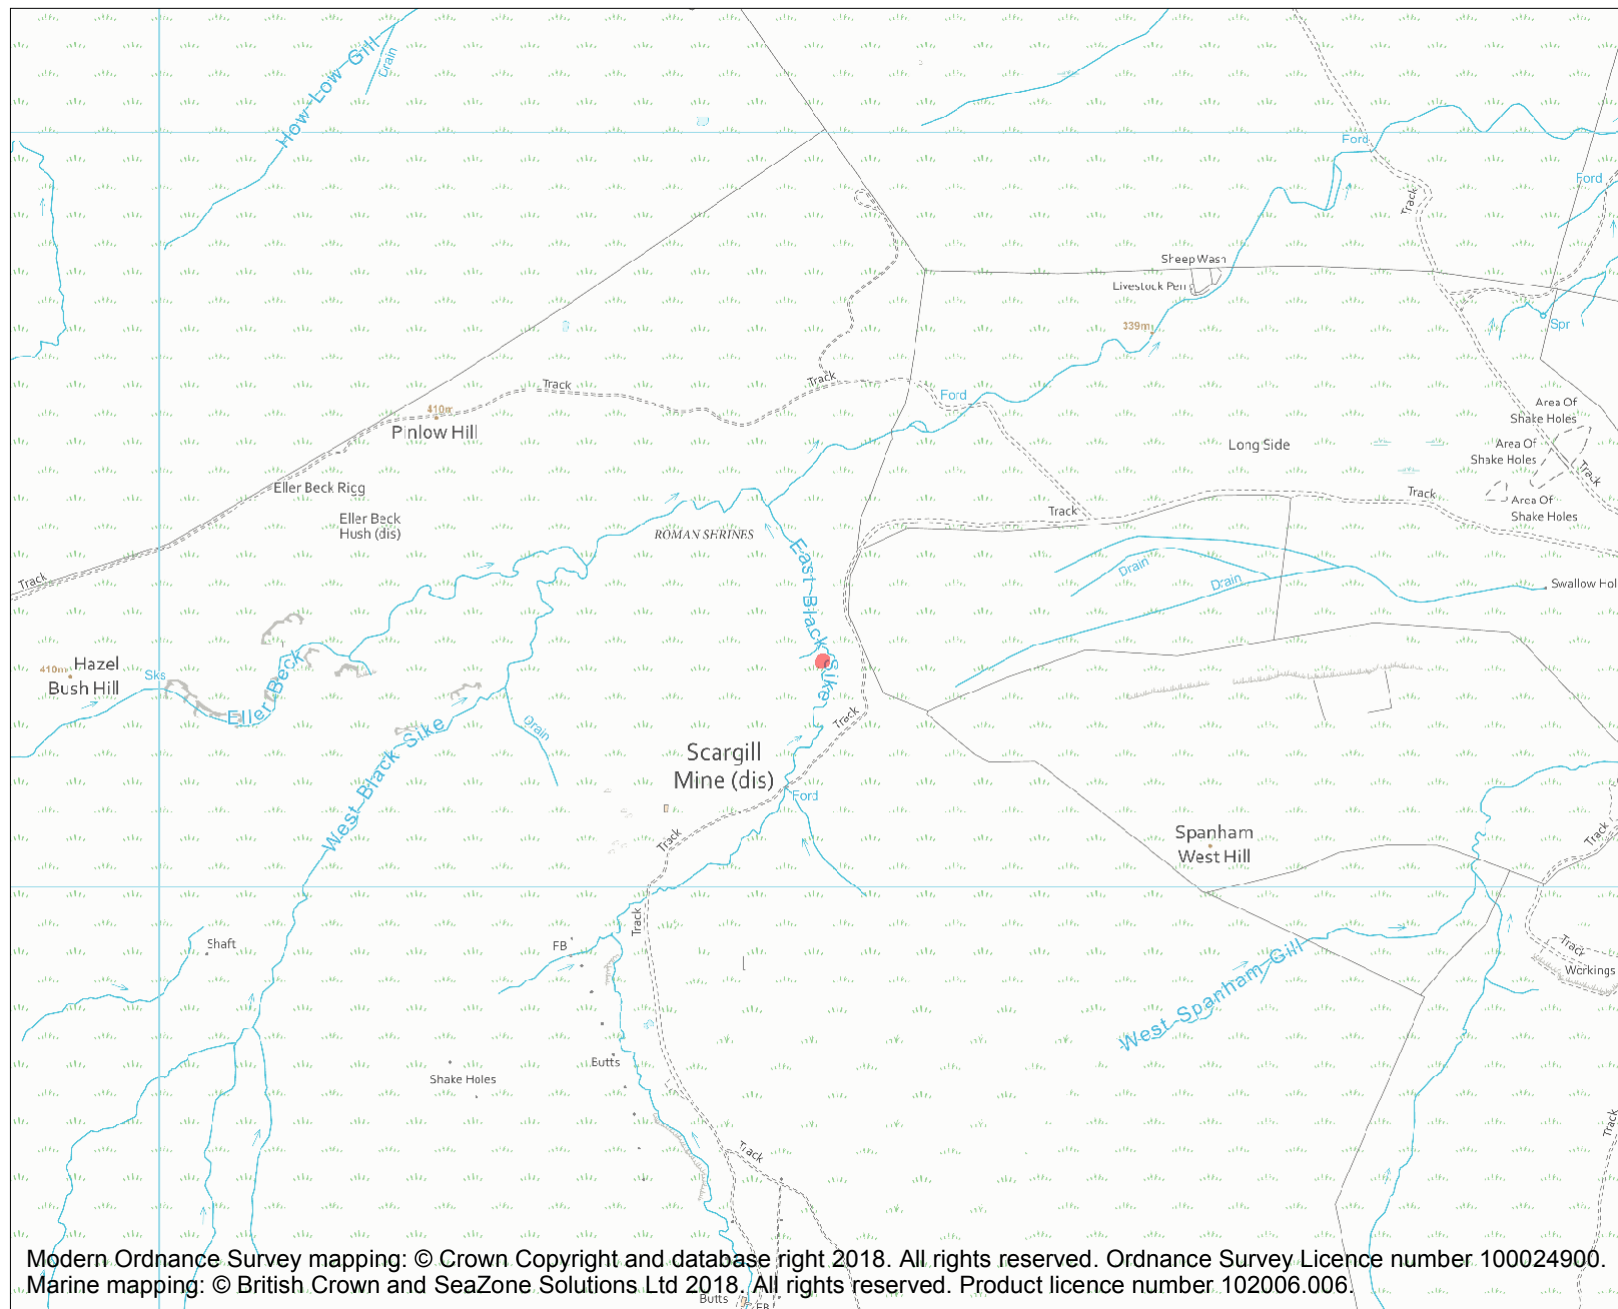 How Low Gill
Drain
Ford
Ford
Track
Sheep Wash
Livestock Pen
339m
Spr
Track
Track
Ford
410m
Pinlow Hill
Area Of
Shake Holes
Long Side
Area Of
Shake Holes
Track
Eller Beck Rigg
Area Of
Shake Holes
Track
Track
Eller Beck
Hush (dis)
ROMAN SHRINES
East Black Sike
Drain
Drain
Track
Swallow Hol
410m
Hazel
Bush Hill
Sks
Eller Beck
Drain
West Black Sike
Track
Scargill
Mine (dis)
Ford
Track
Spanham
West Hill
Track
Track
FB
Shaft
West Spanham Gill
Track
Workings
Butts
Shake Holes
Track
Track
Modern Ordnance Survey mapping: © Crown Copyright and database right 2018. All rights reserved. Ordnance Survey Licence number 100024900.
Marine mapping: © British Crown and SeaZone Solutions Ltd 2018. All rights reserved. Product licence number 102006.006.
Butts
FB